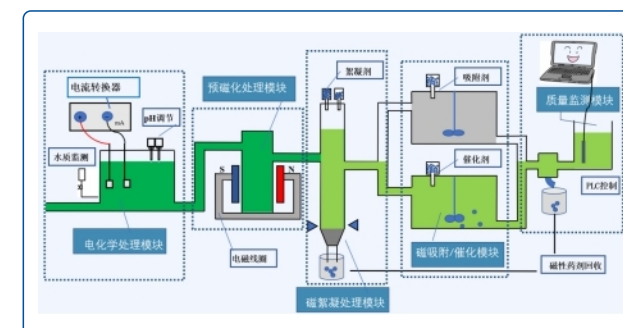 电流转换器
mA
pH调节
水质监测
电化学处理模块
预磁化处理模块
S
N
电磁线圈
絮凝剂
磁絮凝处理模块
吸附剂
催化剂
磁吸附/催化模块
质量监测模块
PLC控制
磁性药剂回收